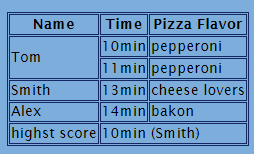 Name Time Pizza Flavor
Tom 10min pepperoni
11min pepperoni
Smith 13min cheese lovers
Alex 14min bakon
highst score 10min (Smith)